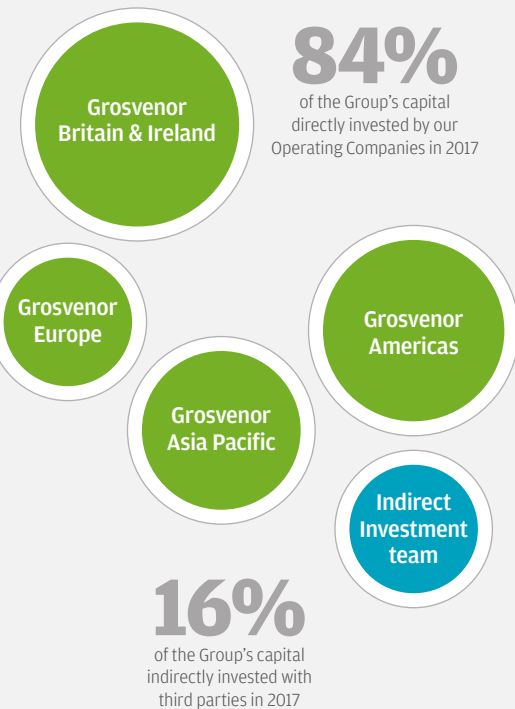 84%
of the Group’s capital
directly invested by our
Operating Companies in 2017
Grosvenor
Britain & Ireland
Grosvenor
Europe
Grosvenor
Americas
Grosvenor
Asia Pacific
Indirect
Investment
team
16%
of the Group’s capital
indirectly invested with
third parties in 2017